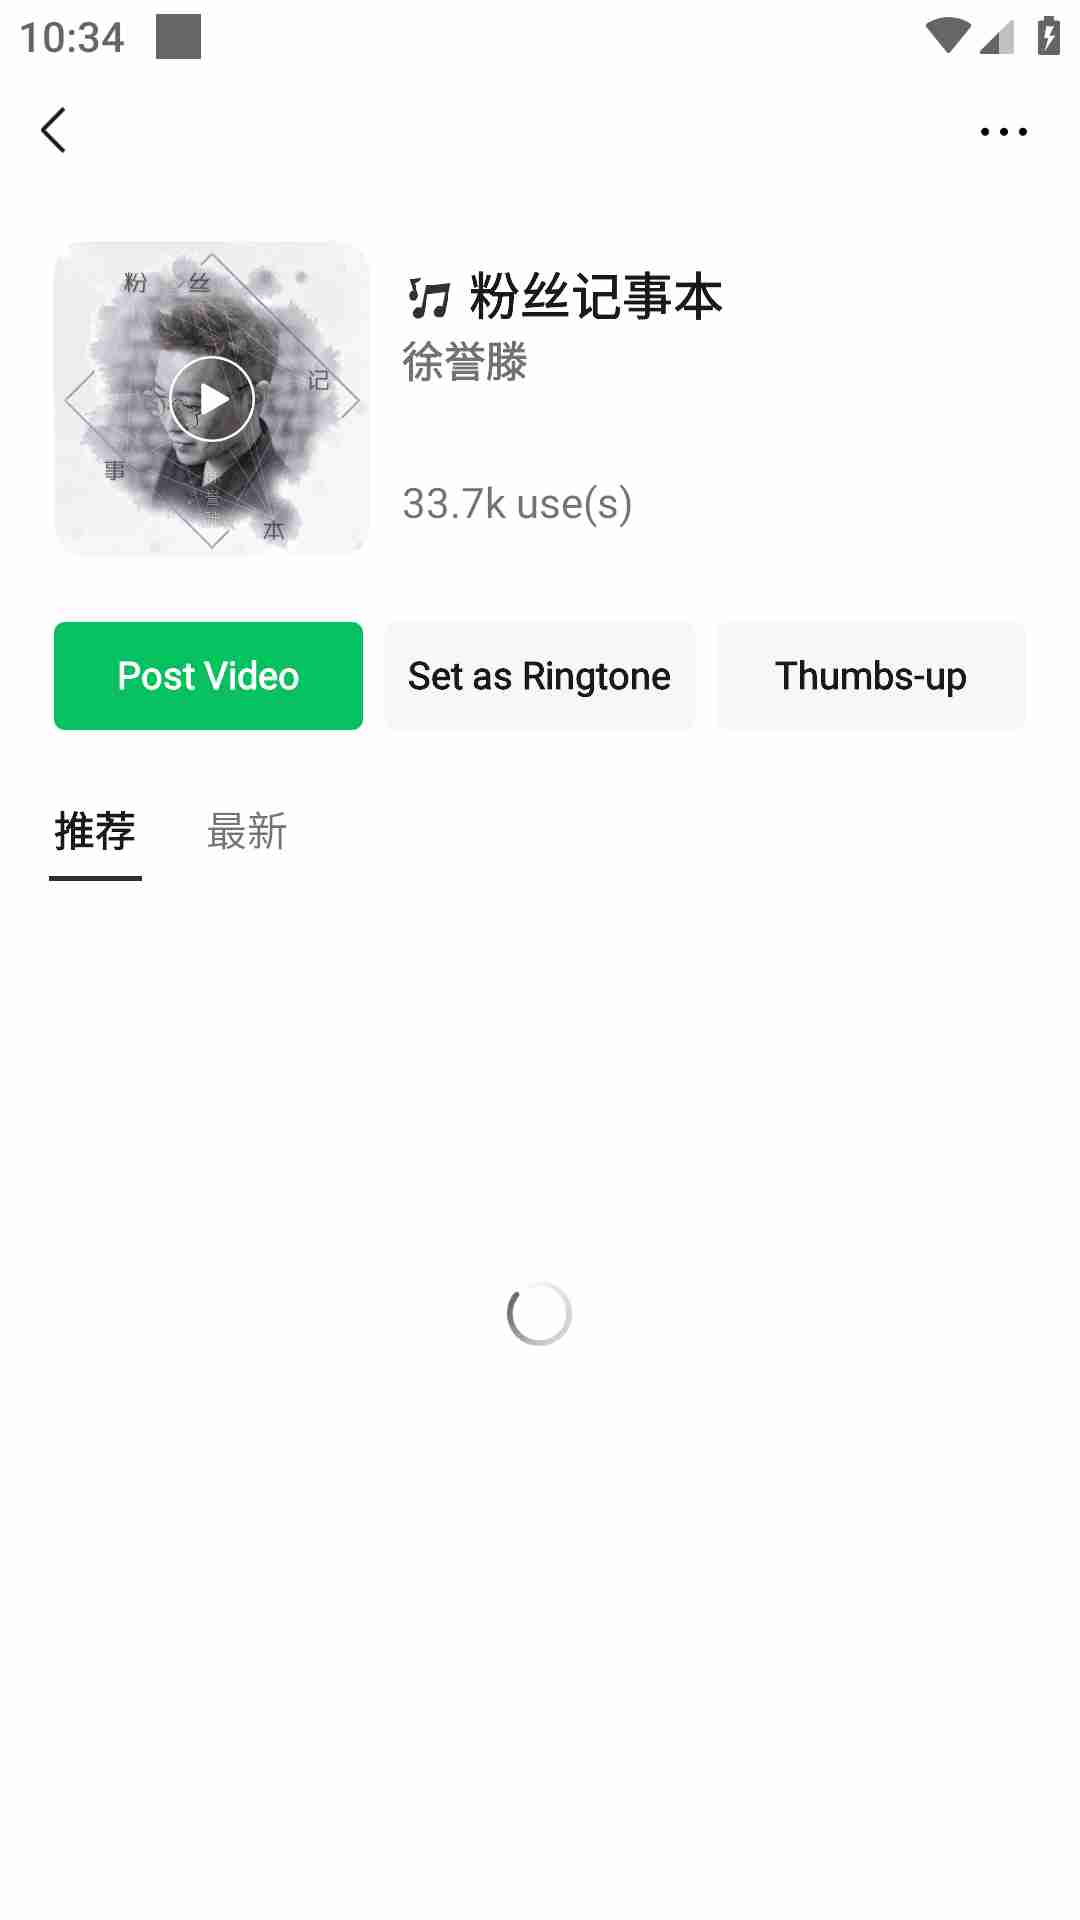 10:34
粉 丝
记
事
本
粉丝记事本
徐誉滕
33.7k use(s)
Post Video
Set as Ringtone
Thumbs-up
推荐
最新